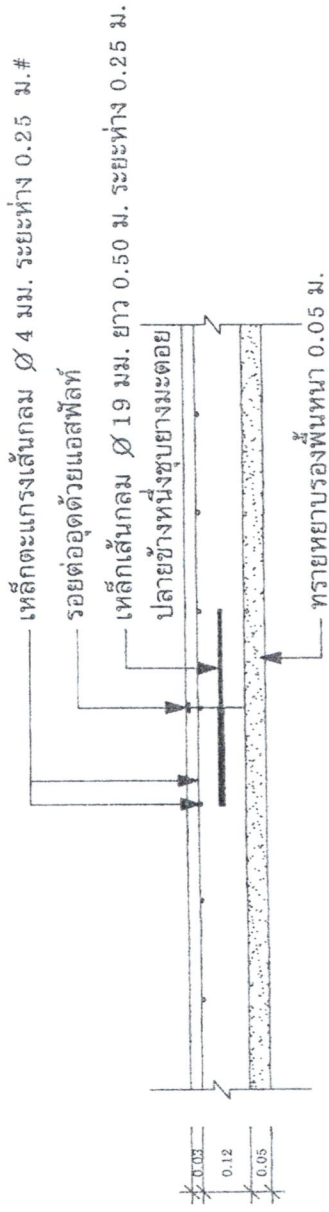 เหล็กตะแกรงเส้นกลม Ø 4 มม. ระยะห่าง 0.25 ม.#
รอยต่ออุดด้วยแอสฟัลท์
เหล็กเส้นกลม Ø 19 มม. ยาว 0.50 ม. ระยะห่าง 0.25 ม.
ปลายข้างหนึ่งชุบยางมะตอย
0.03
0.12
0.05
ทรายหยาบรองพื้นหนา 0.05 ม.